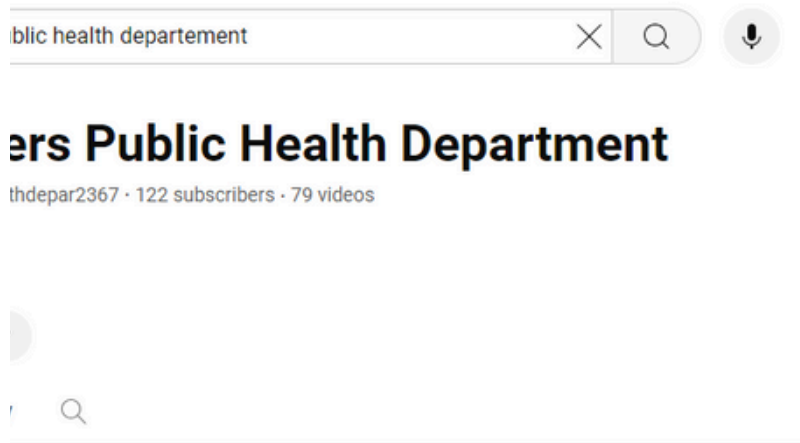 blic health departement
ers Public Health Department
thdepar2367 · 122 subscribers · 79 videos